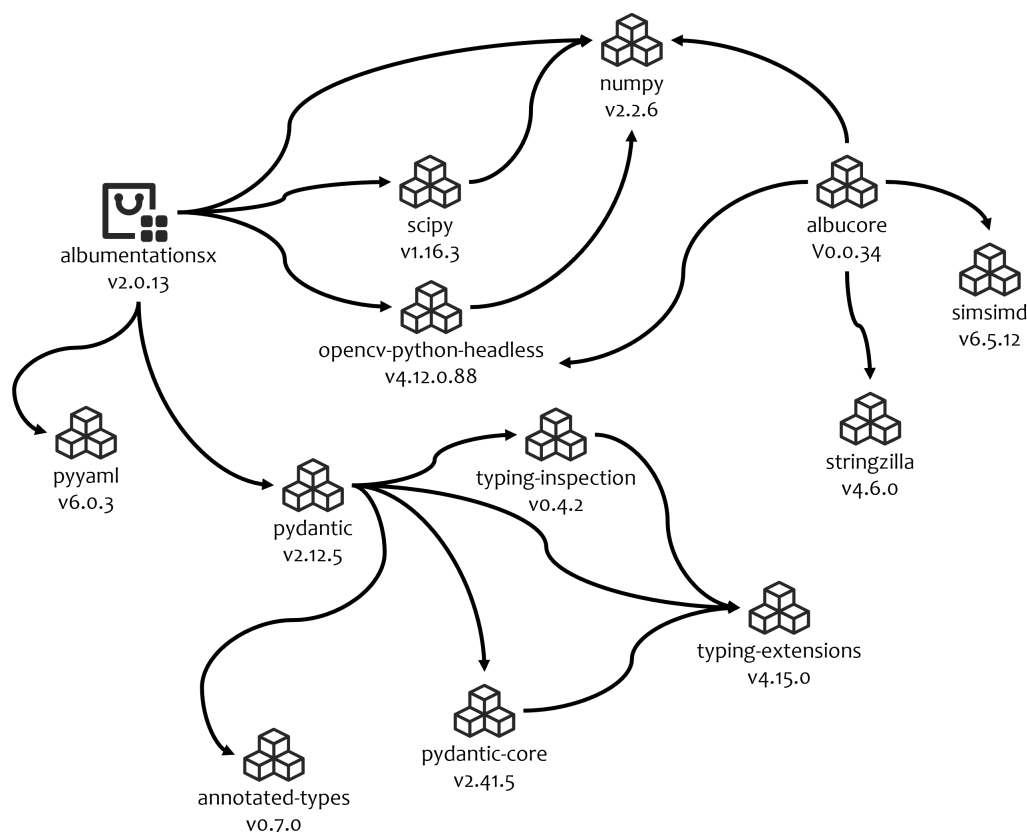 numpy
v2.2.6
scipy
v1.16.3
albucore
V0.0.34
albumentationsx
v2.0.13
simsimd
v6.5.12
opencv-python-headless
v4.12.0.88
stringzilla
v4.6.0
pyyaml
v6.0.3
typing-inspection
v0.4.2
pydantic
v2.12.5
typing-extensions
v4.15.0
pydantic-core
v2.41.5
annotated-types
v0.7.0